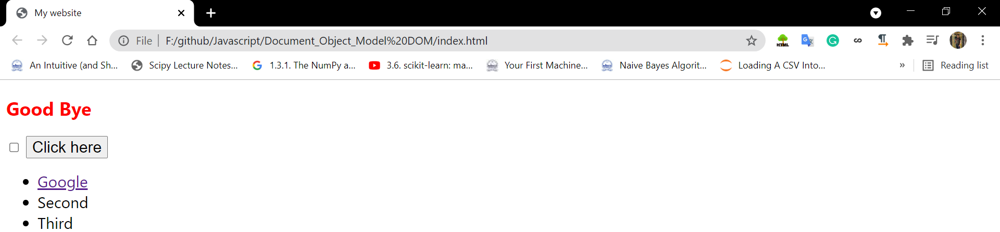 My website
File F:/github/Javascript/Document_Object_Model%20DOM/index.html HTML
An Intuitive (and Sh... Scipy Lecture Notes... 1.3.1. The NumPy a... 3.6. scikit-learn: ma... Your First Machine... Naive Bayes Algorit... Loading A CSV Into... » Reading list
Good Bye
Click here
Google
Second
Third